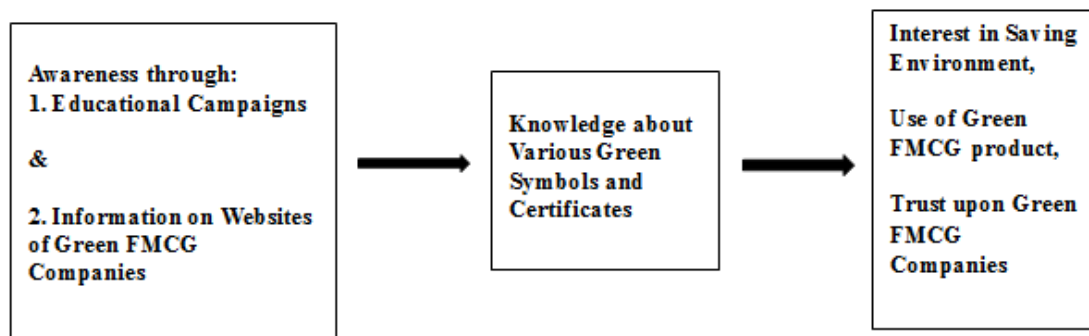 Awareness through:
1. Educational Campaigns
&
2. Information on Websites
of Green FMCG
Companies
Knowledge about
Various Green
Symbols and
Certificates
Interest in Saving
Environment,
Use of Green
FMCG product,
Trust upon Green
FMCG
Companies